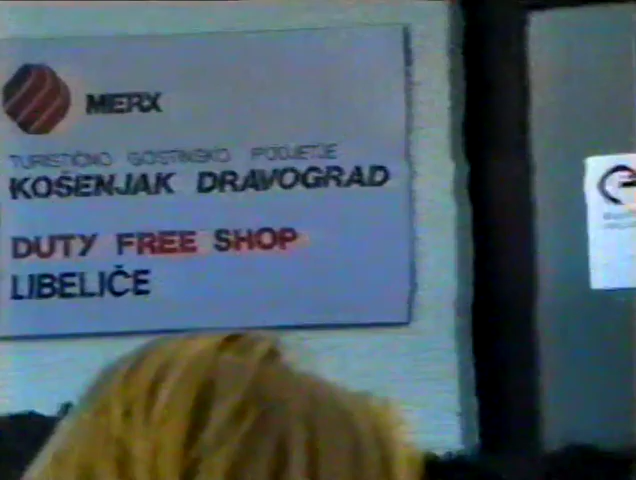 MERX
TURISTIČNO GOSTINSKO PODJETJE
KOŠENJAK DRAVOGRAD
DUTY FREE SHOP
LIBELIČE